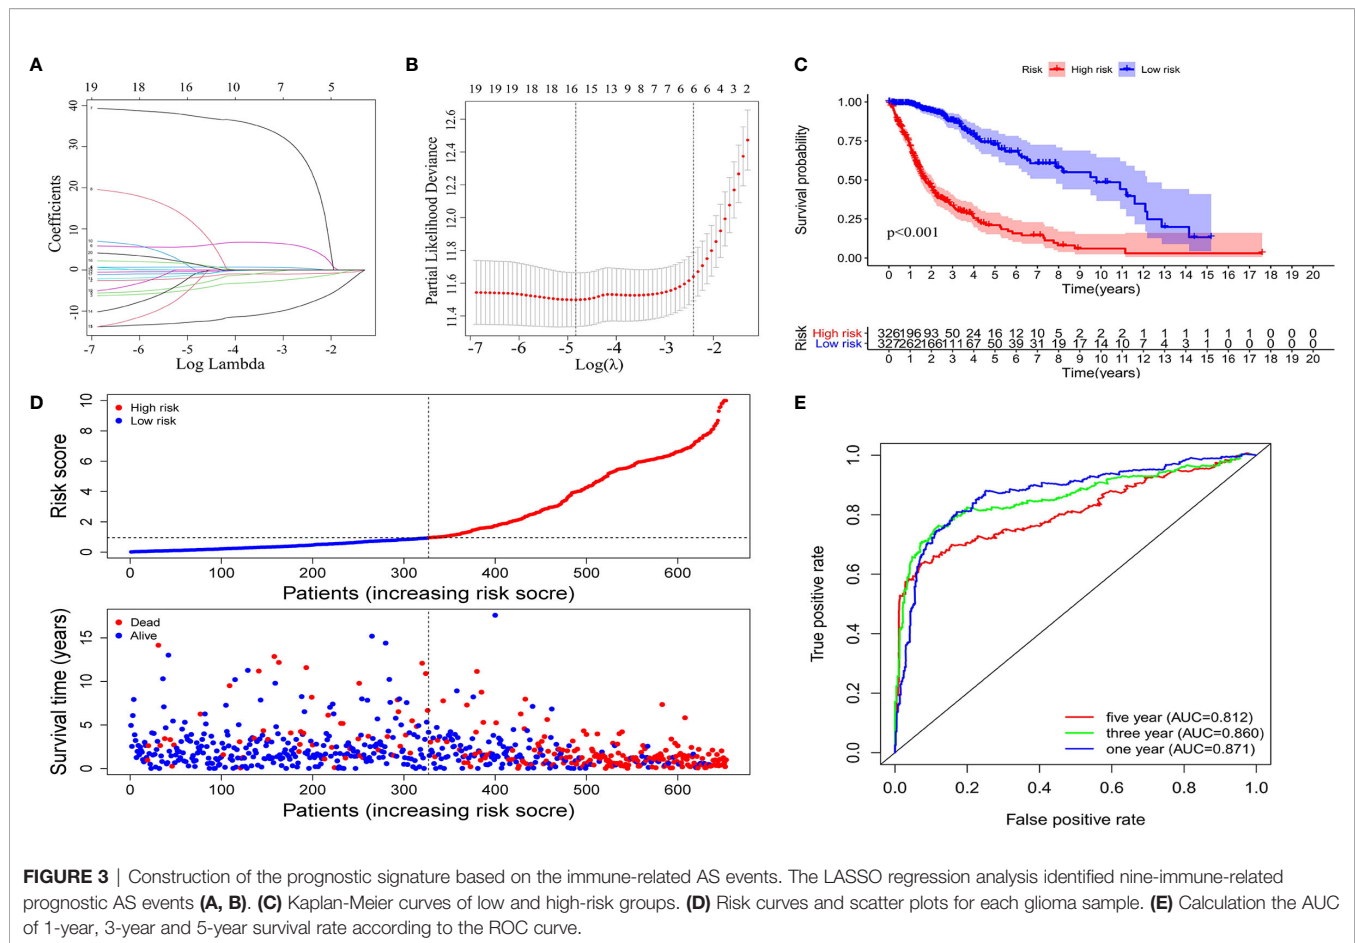 A
19 18 16 10 7 5
Coefficients
40
30
20
10
0
-10
-7 -6 -5 -4 -3 -2
Log Lambda
B
19 19 19 18 18 18 16 15 13 9 8 7 7 6 6 4 3 2
Partial Likelihood Deviance
12.6
12.4
12.2
12.0
11.8
11.6
11.4
-7 -6 -5 -4 -3 -2
Log(λ)
C
Risk High risk Low risk
Survival probability
1.00
0.75
0.50
0.25
0.00
p<0.001
0 1 2 3 4 5 6 7 8 9 10 11 12 13 14 15 16 17 18 19 20
Time(years)
Risk
High risk 326 196 93 50 24 16 12 10 5 2 2 2 1 1 1 1 1 0 0 0
Low risk 327 262 166 111 67 50 39 31 19 17 14 10 7 4 3 1 0 0 0 0 0
0 1 2 3 4 5 6 7 8 9 10 11 12 13 14 15 16 17 18 19 20
Time(years)
D
High risk
Low risk
Risk score
10
8
6
4
2
0
0 100 200 300 400 500 600
Patients (increasing risk socre)
Dead
Alive
Survival time (years)
15
10
5
0
0 100 200 300 400 500 600
Patients (increasing risk socre)
E
True positive rate
1.0
0.8
0.6
0.4
0.2
0.0
five year (AUC=0.812)
three year (AUC=0.860)
one year (AUC=0.871)
0.0 0.2 0.4 0.6 0.8 1.0
False positive rate
FIGURE 3 | Construction of the prognostic signature based on the immune-related AS events. The LASSO regression analysis identified nine-immune-related
prognostic AS events (A, B). (C) Kaplan-Meier curves of low and high-risk groups. (D) Risk curves and scatter plots for each glioma sample. (E) Calculation the AUC
of 1-year, 3-year and 5-year survival rate according to the ROC curve.